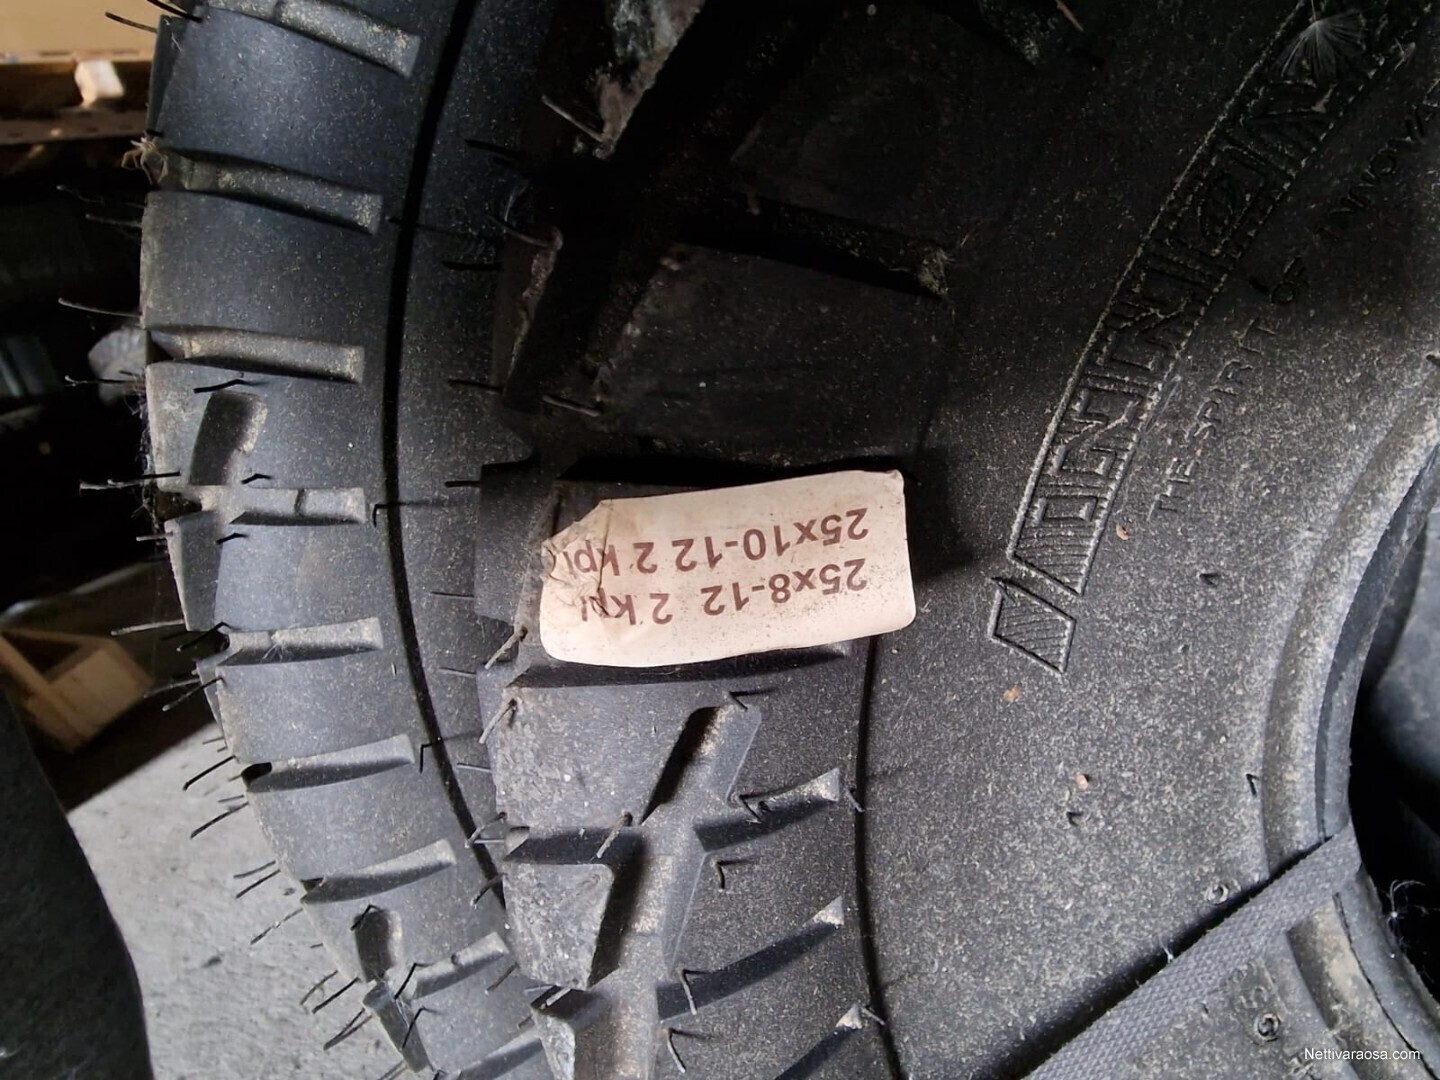 25x8-12 2 kpl
25x10-12 2 kpl
THE SPIRIT OF
Nettivaraosa.com